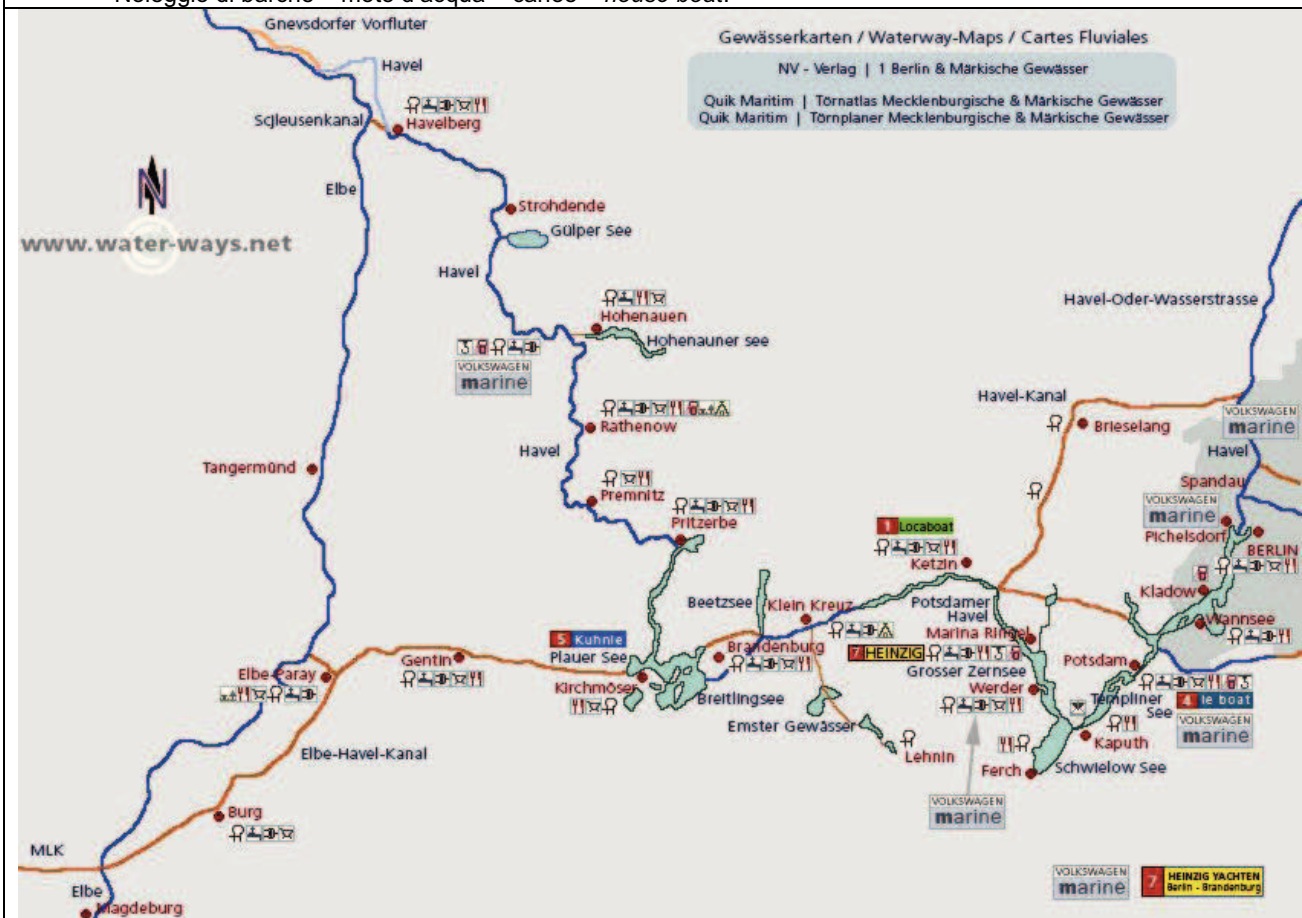 Noleggio di barche – moto d'acqua – canoe – house boat.
Gnevsdorfer Vorfluter
Gewässerkarten / Waterway-Maps / Cartes Fluviales
NV - Verlag | 1 Berlin & Märkische Gewässer
Quik Maritim | Törnatlas Mecklenburgische & Märkische Gewässer
Quik Maritim | Törnplaner Mecklenburgische & Märkische Gewässer
Havel
Scjleusenkanal
Havelberg
N
Elbe
www.water-ways.net
Strohdende
Gülper See
Havel
Havel-Oder-Wasserstrasse
Hohenauen
Hohenauner see
VOLKSWAGEN
marine
Havel-Kanal
Brieselang
VOLKSWAGEN
marine
Rathenow
Havel
Havel
Tangermünd
Spandau
Premnitz
VOLKSWAGEN
marine
Pritzerbe
1 Locaboat
Pichelsdorf
BERLIN
Ketzin
Kladow
Beetzsee
Klein Kreuz
Potsdamer
Havel
Wannsee
Marina Ringel
5 Kuhnle
Plauer See
Brandenburg
7 HEINZIG
Gentin
Grosser Zernsee
Potsdam
Elbe-Paray
Kirchmöser
Werder
Breitlingsee
Templiner
See
4 le boat
VOLKSWAGEN
marine
Emster Gewässer
Kaputh
Elbe-Havel-Kanal
Lehnin
Ferch
Schwielow See
VOLKSWAGEN
marine
Burg
MLK
Elbe
Magdeburg
VOLKSWAGEN
marine
7 HEINZIG YACHTEN
Berlin - Brandenburg